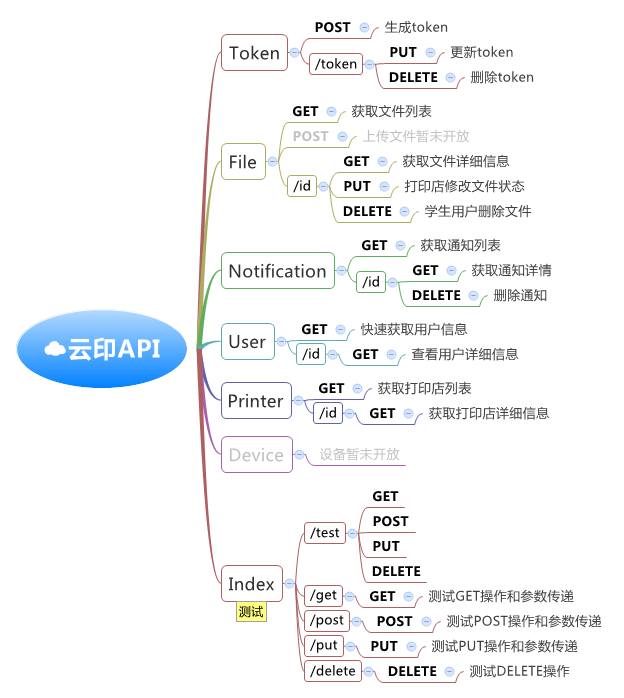 云印API
Token
POST 生成token
/token
PUT 更新token
DELETE 删除token
File
GET 获取文件列表
POST 上传文件暂未开放
/id
GET 获取文件详细信息
PUT 打印店修改文件状态
DELETE 学生用户删除文件
Notification
GET 获取通知列表
/id
GET 获取通知详情
DELETE 删除通知
User
GET 快速获取用户信息
/id
GET 查看用户详细信息
Printer
GET 获取打印店列表
/id
GET 获取打印店详细信息
Device
设备暂未开放
Index
测试
/test
GET
POST
PUT
DELETE
/get
GET 测试GET操作和参数传递
/post
POST 测试POST操作和参数传递
/put
PUT 测试PUT操作和参数传递
/delete
DELETE 测试DELETE操作